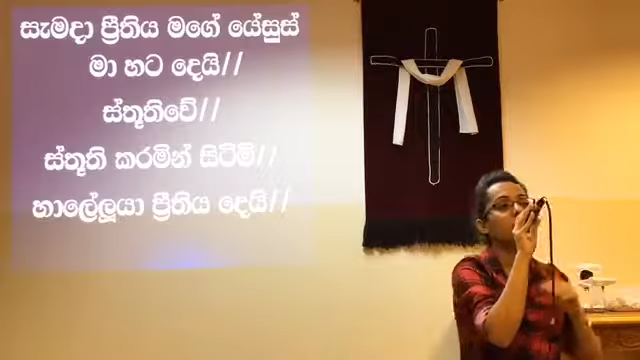 සැමදා ප්‍රීතිය මගේ යේසුස්
මා හට දෙයි//
ස්තූතිවේ//
ස්තූති කරමින් සිටිමි//
හාලේලූයා ප්‍රීතිය දෙයි//